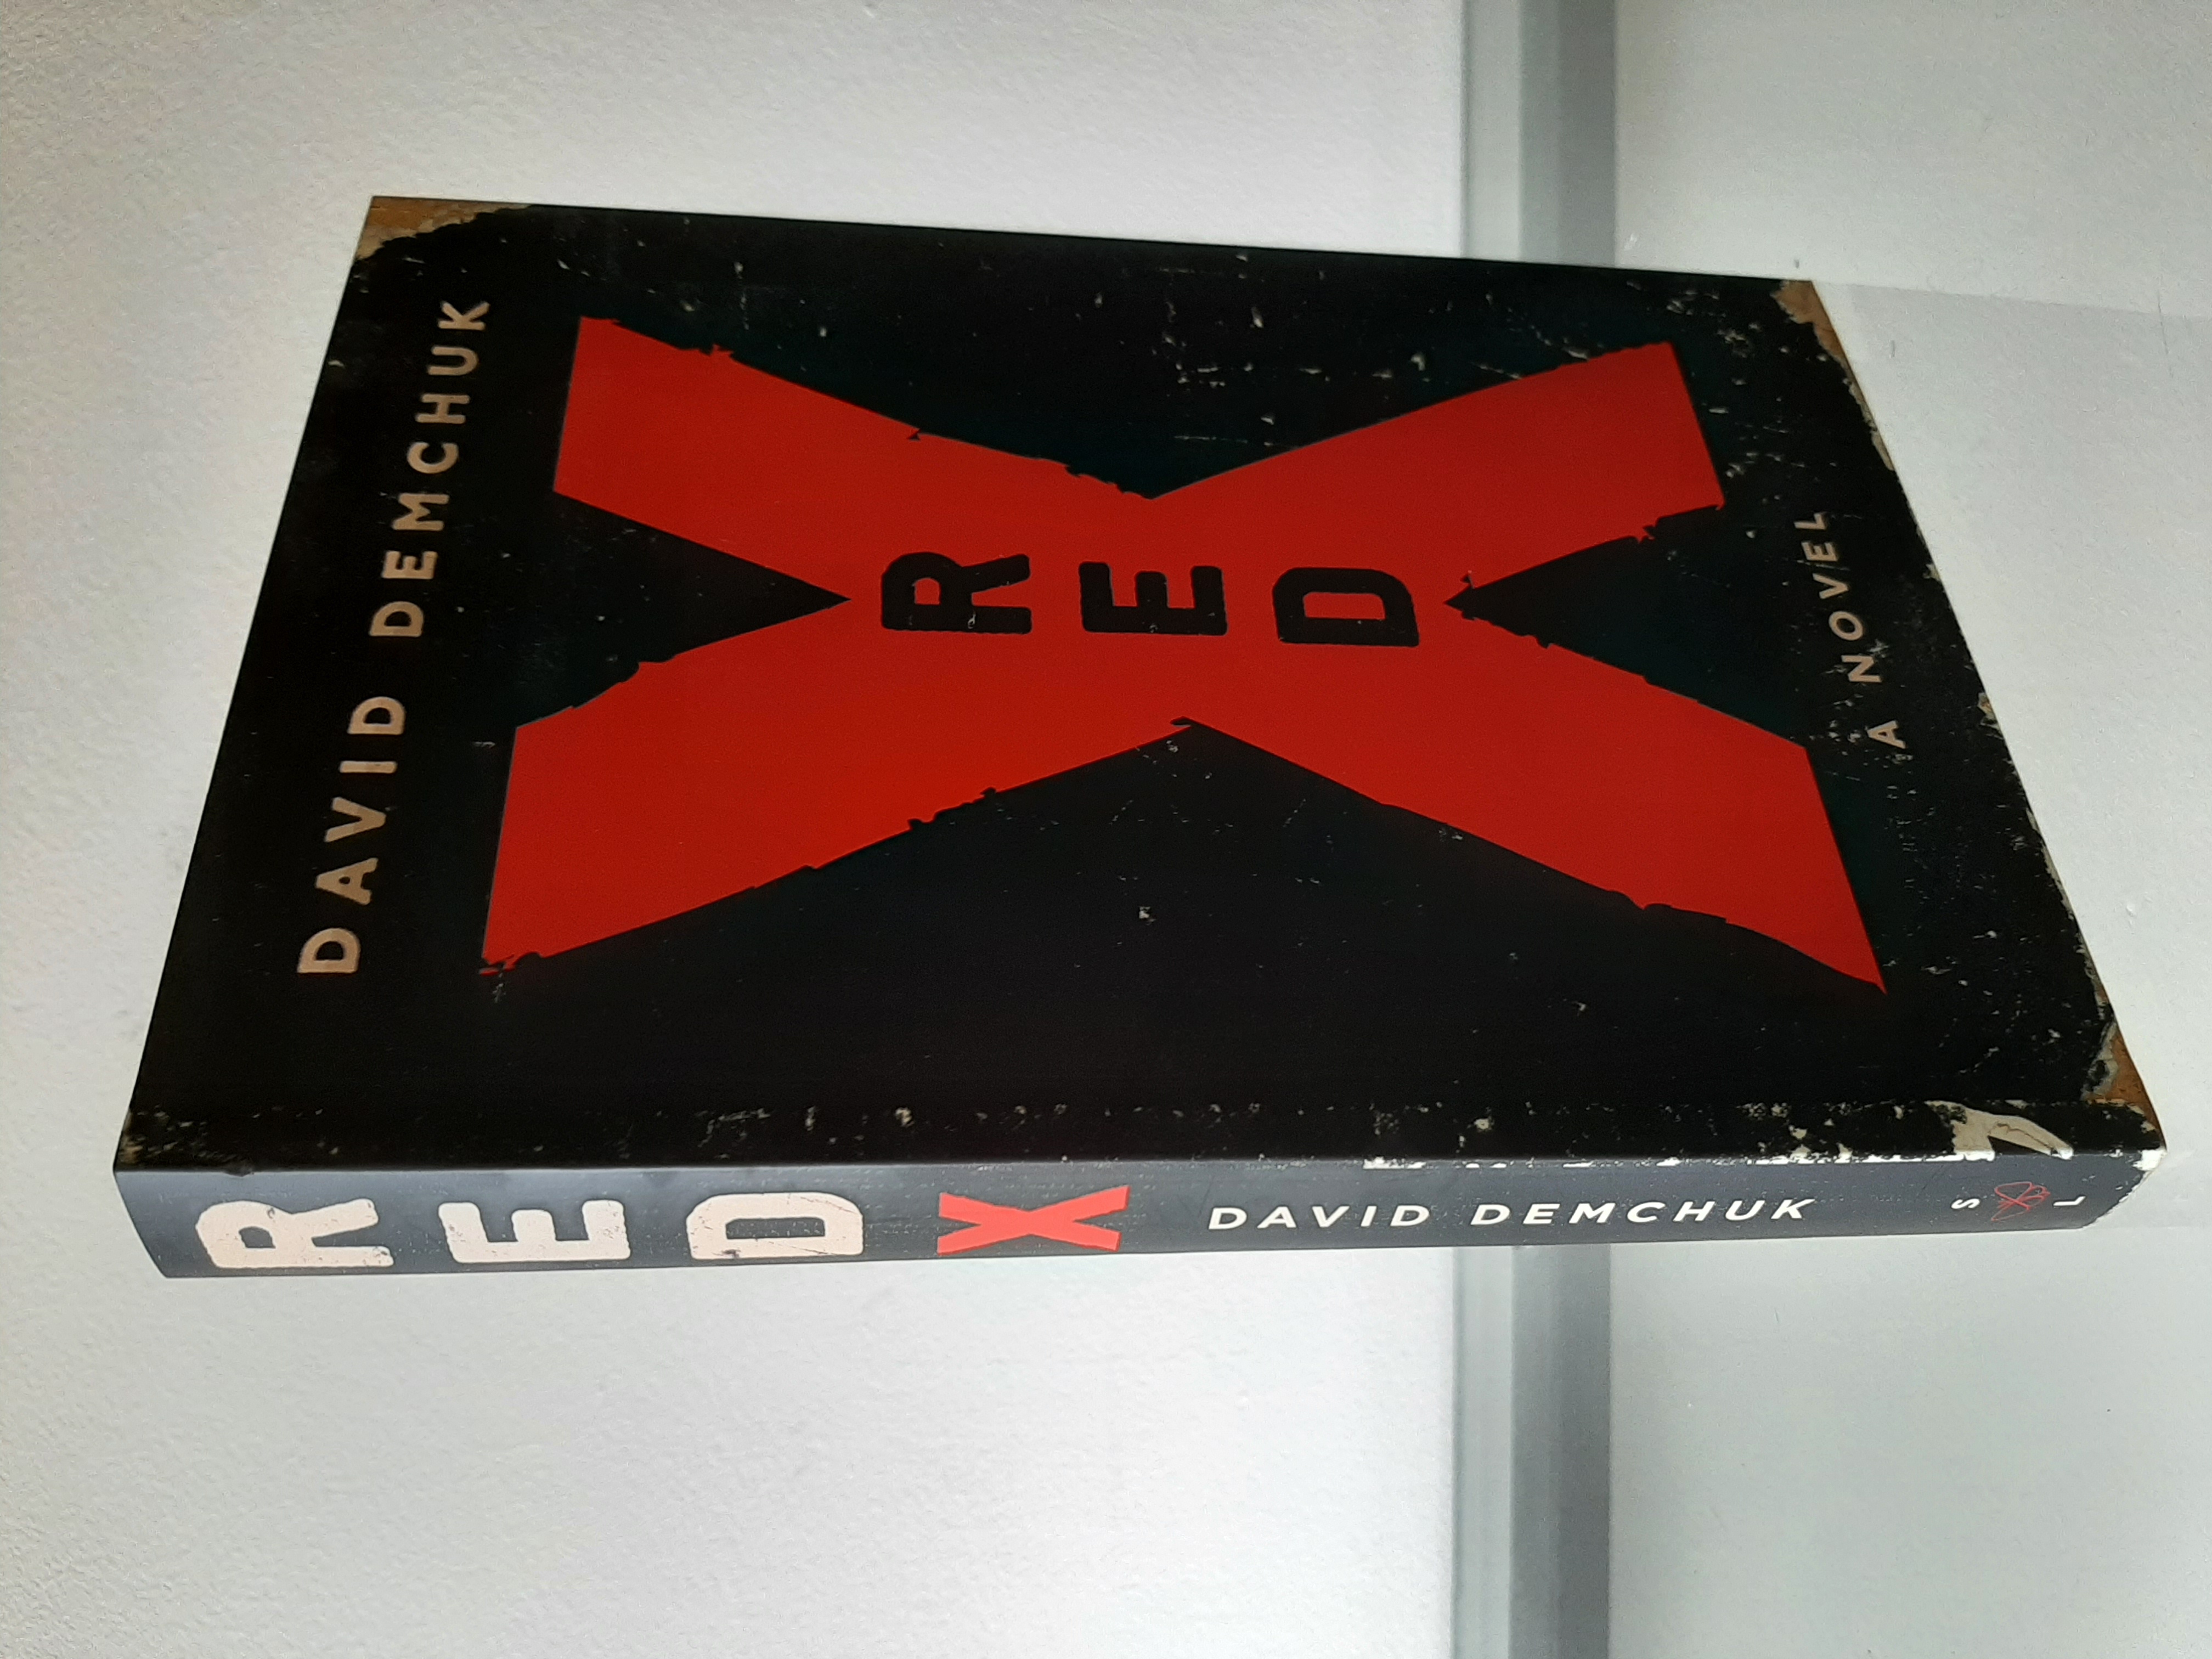 DAVID DEMCHUK
RED
X
A NOVEL
RED X DAVID DEMCHUK S L